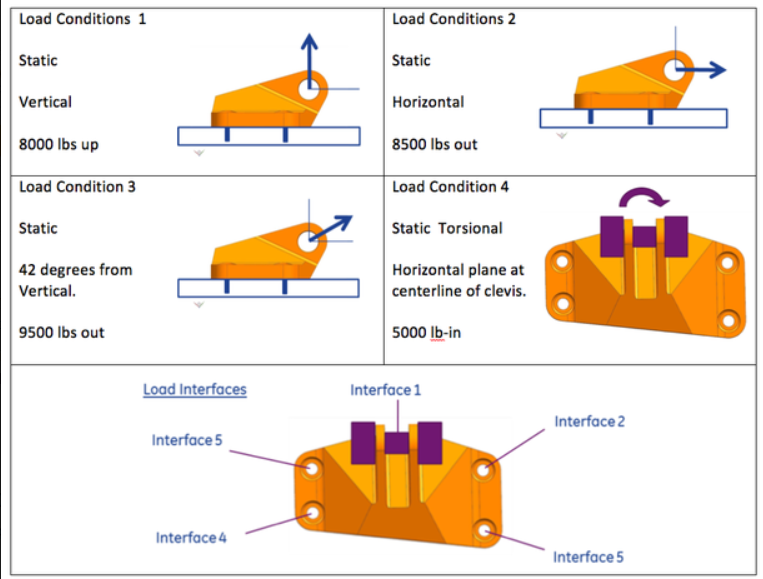 Load Conditions 1
Static
Vertical
8000 lbs up
Load Conditions 2
Static
Horizontal
8500 lbs out
Load Condition 3
Static
42 degrees from
Vertical.
9500 lbs out
Load Condition 4
Static Torsional
Horizontal plane at
centerline of clevis.
5000 lb-in
Load Interfaces
Interface 1
Interface 2
Interface 5
Interface 4
Interface 5